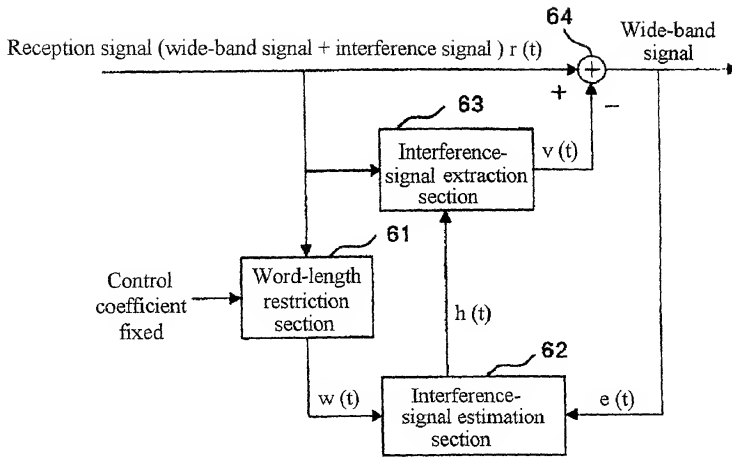 64
Wide-band
signal
Reception signal (wide-band signal + interference signal ) r (t)
+
+
−
63
Interference-
signal extraction
section
v (t)
61
Control
coefficient
fixed
Word-length
restriction
section
h (t)
62
w (t)
Interference-
signal estimation
section
e (t)